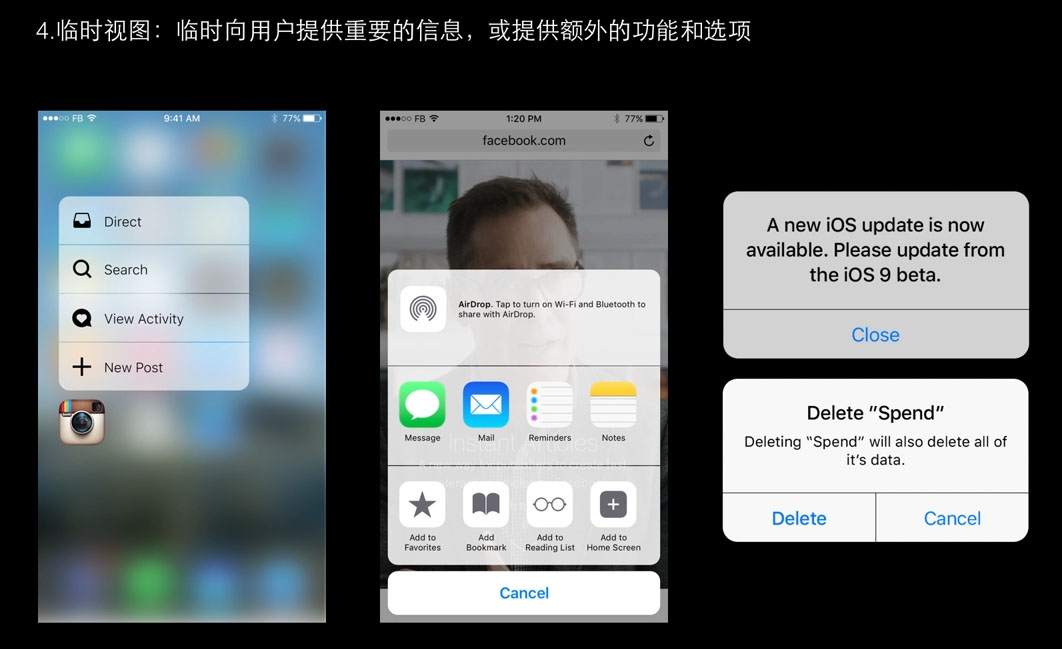 4.临时视图：临时向用户提供重要的信息，或提供额外的功能和选项
FB
9:41 AM
77%
Direct
Search
View Activity
New Post
FB
1:20 PM
77%
facebook.com
AirDrop. Tap to turn on Wi-Fi and Bluetooth to
share with AirDrop.
Message
Mail
Reminders
Notes
Instant Articles
Add to
Favorites
Add
Bookmark
Add to
Reading List
Add to
Home Screen
Cancel
A new iOS update is now
available. Please update from
the iOS 9 beta.
Close
Delete “Spend”
Deleting “Spend” will also delete all of
it’s data.
Delete
Cancel